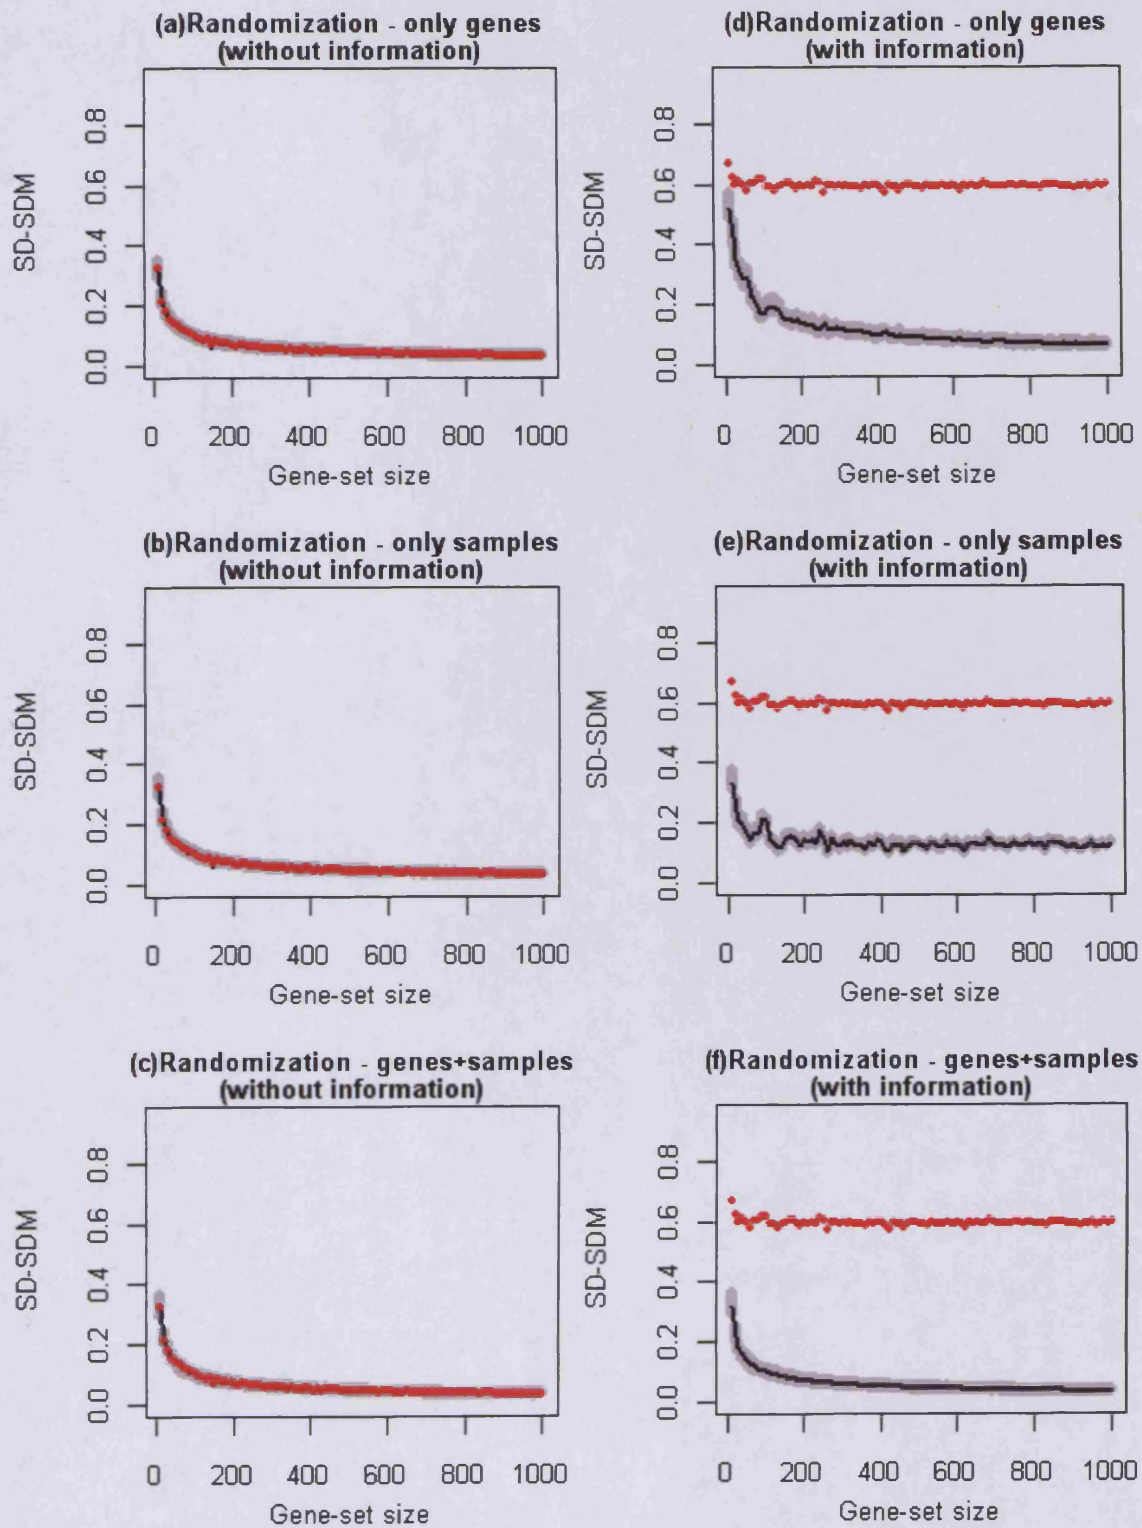 (a)Randomization - only genes
(without information)
SD-SDM
0.0 0.2 0.4 0.6 0.8
0 200 400 600 800 1000
Gene-set size
(d)Randomization - only genes
(with information)
SD-SDM
0.0 0.2 0.4 0.6 0.8
0 200 400 600 800 1000
Gene-set size
(b)Randomization - only samples
(without information)
SD-SDM
0.0 0.2 0.4 0.6 0.8
0 200 400 600 800 1000
Gene-set size
(e)Randomization - only samples
(with information)
SD-SDM
0.0 0.2 0.4 0.6 0.8
0 200 400 600 800 1000
Gene-set size
(c)Randomization - genes+samples
(without information)
SD-SDM
0.0 0.2 0.4 0.6 0.8
0 200 400 600 800 1000
Gene-set size
(f)Randomization - genes+samples
(with information)
SD-SDM
0.0 0.2 0.4 0.6 0.8
0 200 400 600 800 1000
Gene-set size